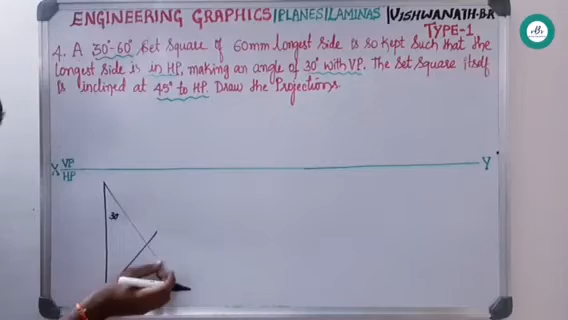 ENGINEERING GRAPHICS/PLANES/LAMINAS/VISHWANATH·B·R
TYPE-1
4. A 30°-60° Set Square of 60mm longest side is so kept such that the
longest side is in HP, making an angle of 30° with VP. The Set Square itself
is inclined at 45° to HP. Draw the Projections
X VP Y
HP
30